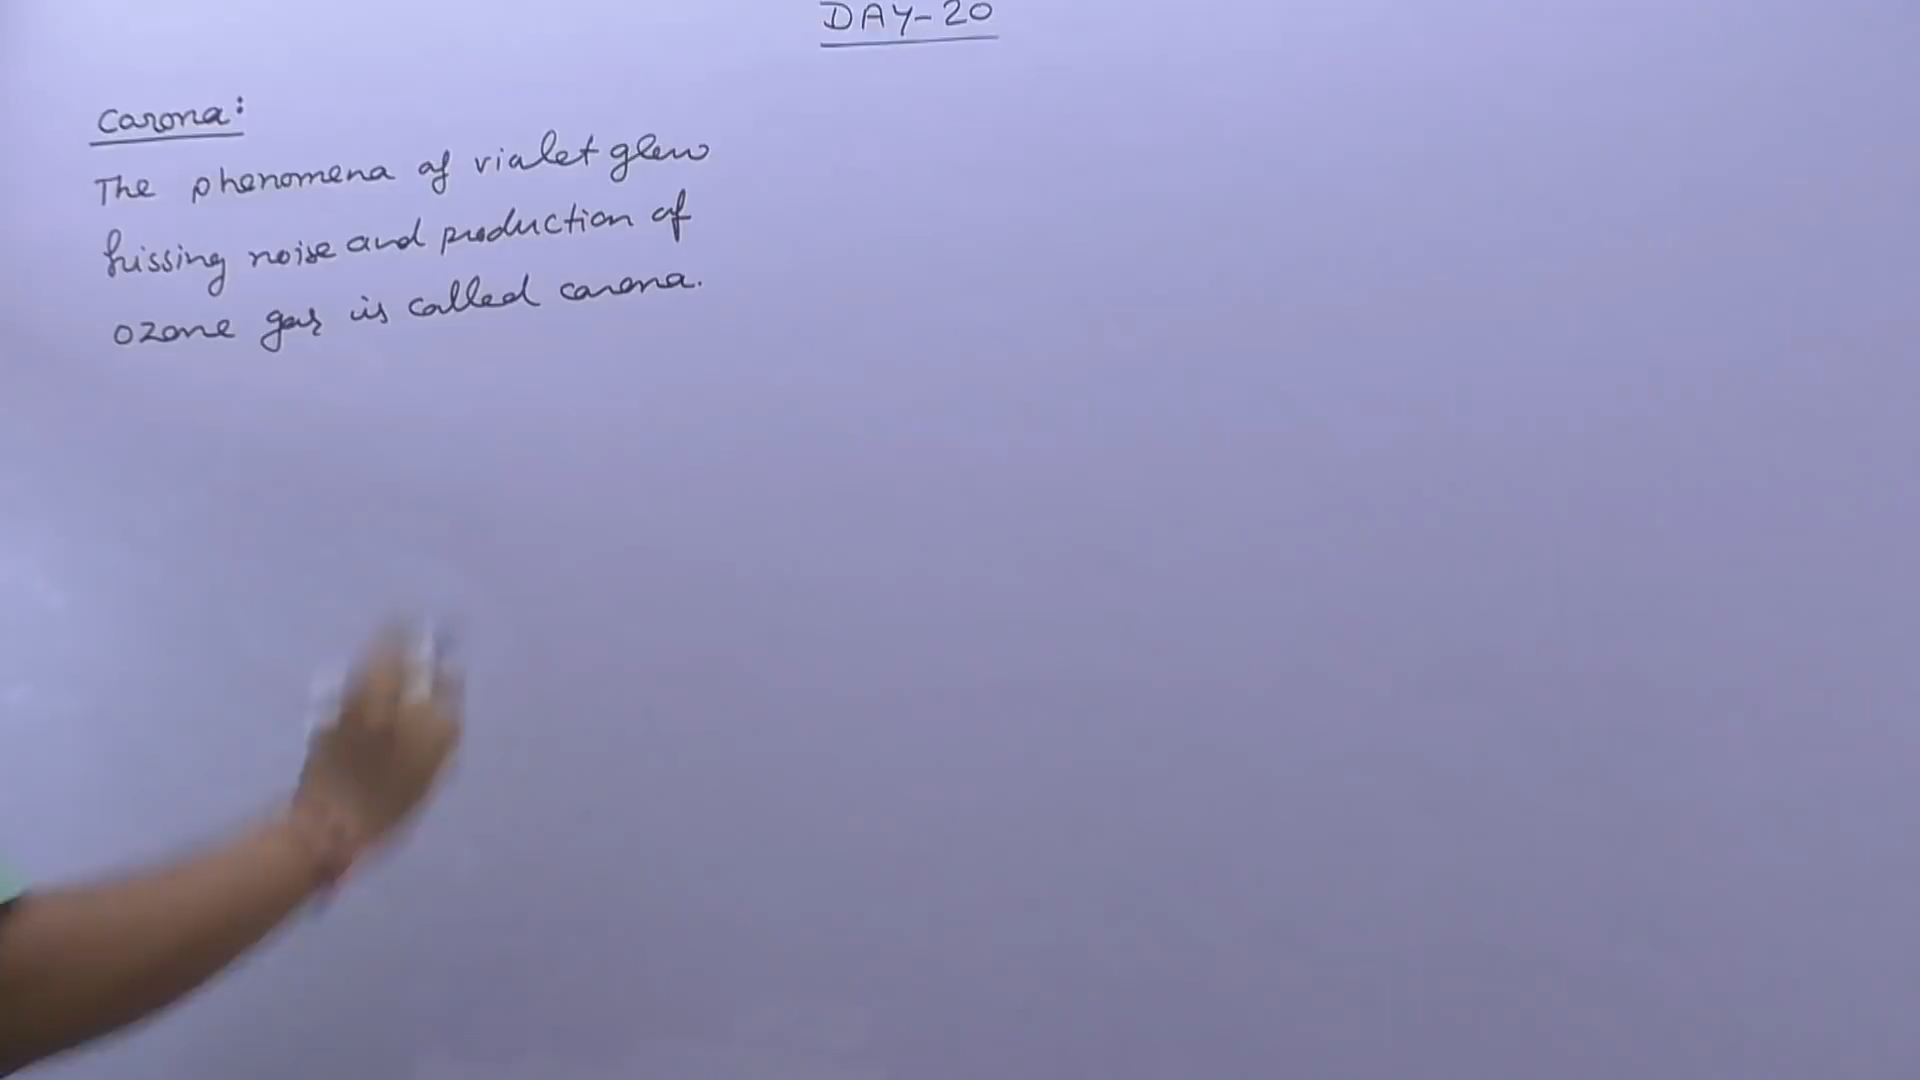 DAY-20
Carona:
The phenomena of vialet glow
hissing noise and production of
ozone gas is called carona.